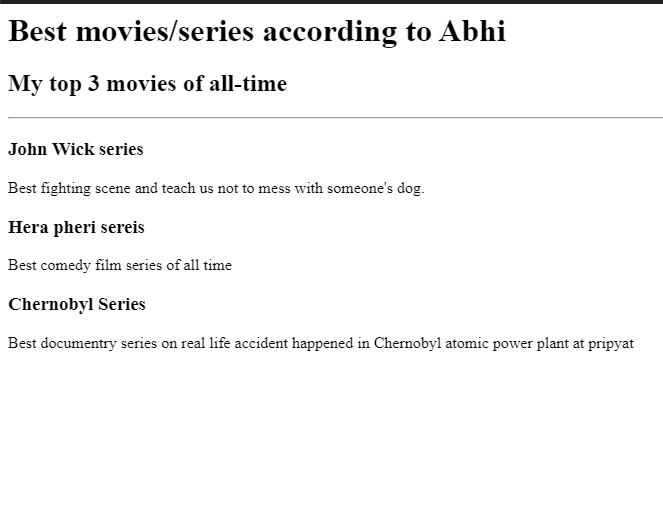 Best movies/series according to Abhi
My top 3 movies of all-time
John Wick series
Best fighting scene and teach us not to mess with someone's dog.
Hera pheri sereis
Best comedy film series of all time
Chernobyl Series
Best documentry series on real life accident happened in Chernobyl atomic power plant at pripyat